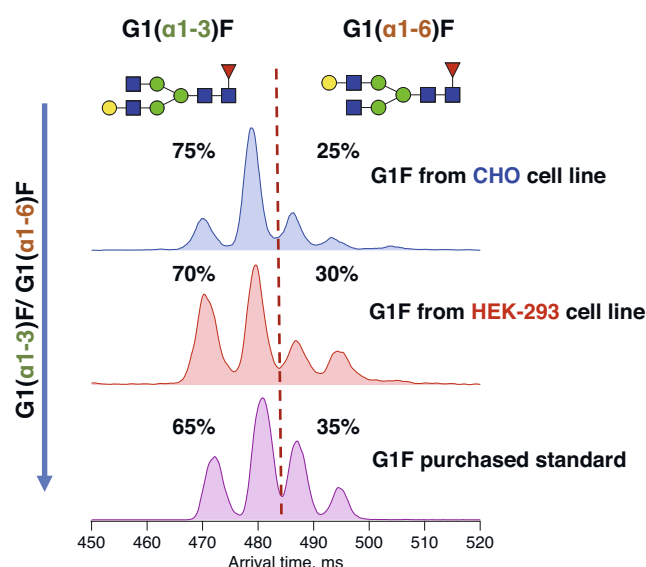 G1(α1-3)F
G1(α1-6)F
75%
25%
G1F from CHO cell line
70%
30%
G1F from HEK-293 cell line
65%
35%
G1F purchased standard
G1(α1-3)F/ G1(α1-6)F
450 460 470 480 490 500 510 520
Arrival time, ms